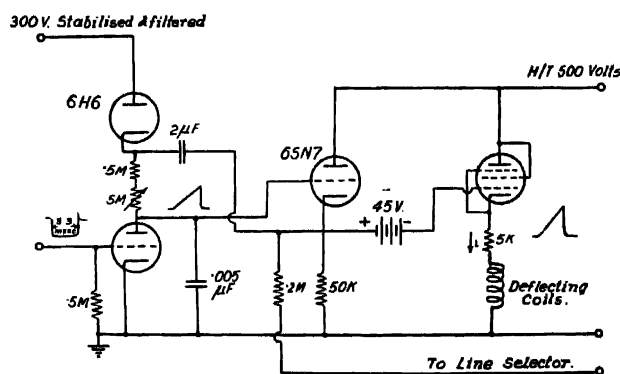 300V. Stabilised & filtered
H/T 500 Volts
6H6
2µF
6SN7
.5M
5M
45V.
+ -
5K
.005
µF
.5M
.2M
50K
Deflecting
Coils.
To Line Selector.